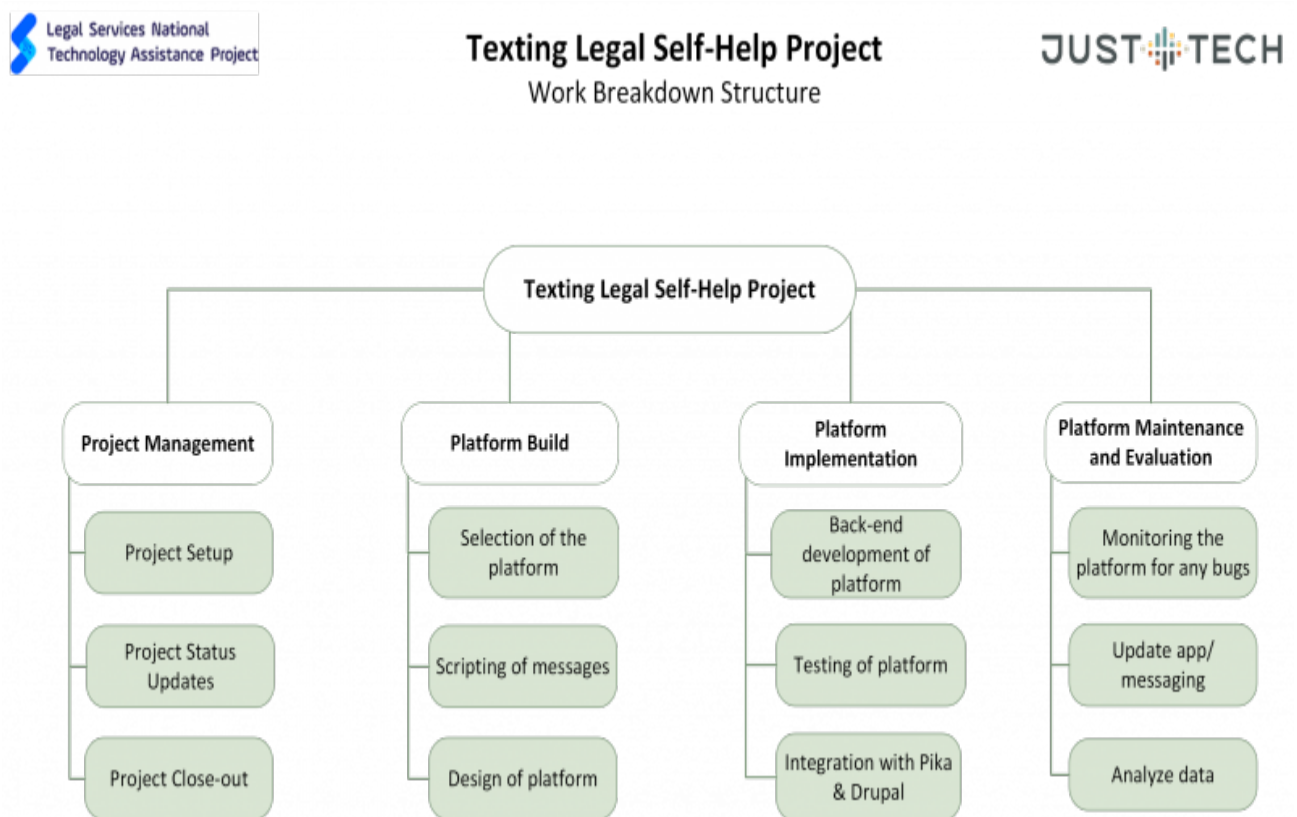 Legal Services National
Technology Assistance Project
Texting Legal Self-Help Project
Work Breakdown Structure
JUST TECH
Texting Legal Self-Help Project
Project Management
Project Setup
Project Status
Updates
Project Close-out
Platform Build
Selection of the
platform
Scripting of messages
Design of platform
Platform
Implementation
Back-end
development of
platform
Testing of platform
Integration with Pika
& Drupal
Platform Maintenance
and Evaluation
Monitoring the
platform for any bugs
Update app/
messaging
Analyze data